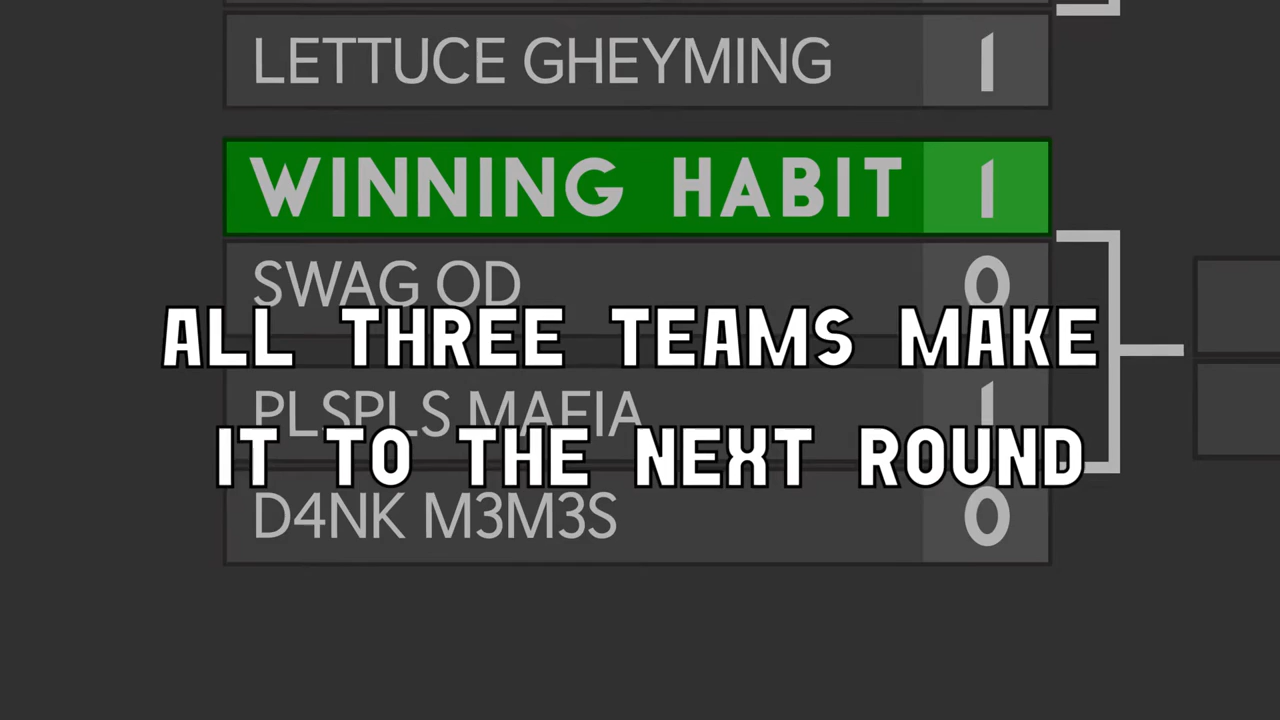 LETTUCE GHEYMING 1
WINNING HABIT 1
SWAG OD 0
ALL THREE TEAMS MAKE
PLSPLS MAFIA 1
IT TO THE NEXT ROUND
D4NK M3M3S 0